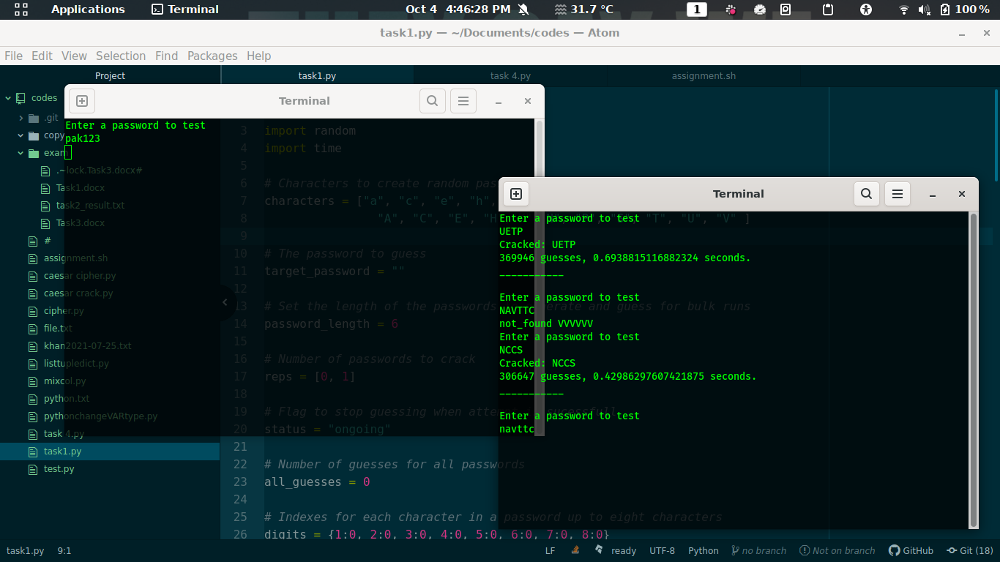 Applications
Terminal
Oct 4 4:46:28 PM
31.7 °C
1
100 %
task1.py — ~/Documents/codes — Atom
File Edit View Selection Find Packages Help
Project
task1.py
task 4.py
assignment.sh
codes
.git
copy
exam
.~lock.Task3.docx#
Task1.docx
task2_result.txt
Task3.docx
#
assignment.sh
caesar cipher.py
caesar crack.py
cipher.py
file.txt
khan2021-07-25.txt
listtupledict.py
mixcol.py
python.txt
pythonchangeVARtype.py
task 4.py
task1.py
test.py
Terminal
Enter a password to test
pak123
3 import random
4 import time
5
6 # Characters to create random pas
7 characters = ["a", "c", "e", "h",
8 "A", "C", "E", "H "T", "U", "V" ]
9
10 # The password to guess
11 target_password = ""
12
13 # Set the length of the passwords erate and guess for bulk runs
14 password_length = 6
15
16 # Number of passwords to crack
17 reps = [0, 1]
18
19 # Flag to stop guessing when atte
20 status = "ongoing"
21
22 # Number of guesses for all passwords
23 all_guesses = 0
24
25 # Indexes for each character in a password up to eight characters
26 digits = {1:0, 2:0, 3:0, 4:0, 5:0, 6:0, 7:0, 8:0}
Terminal
Enter a password to test
UETP
Cracked: UETP
369946 guesses, 0.6938815116882324 seconds.
___________
Enter a password to test
NAVTTC
not_found VVVVVV
Enter a password to test
NCCS
Cracked: NCCS
306647 guesses, 0.42986297607421875 seconds.
___________
Enter a password to test
navttc
task1.py 9:1
LF ready UTF-8 Python no branch Not on branch GitHub Git (18)